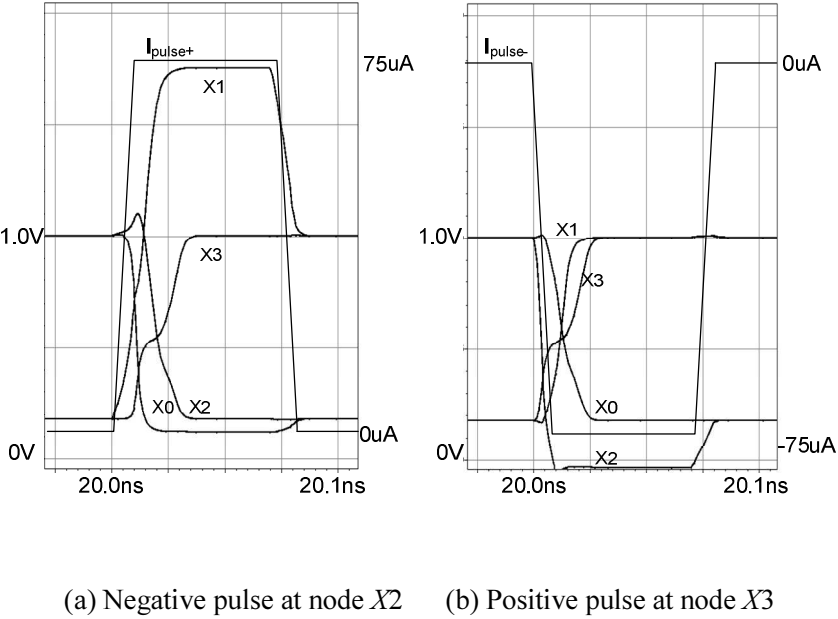 Ipulse+
75uA
X1
1.0V
X3
X0 X2
0uA
0V
20.0ns 20.1ns
Ipulse-
0uA
X1
1.0V
X3
X0
X2
0V
-75uA
20.0ns 20.1ns
(a) Negative pulse at node X2
(b) Positive pulse at node X3